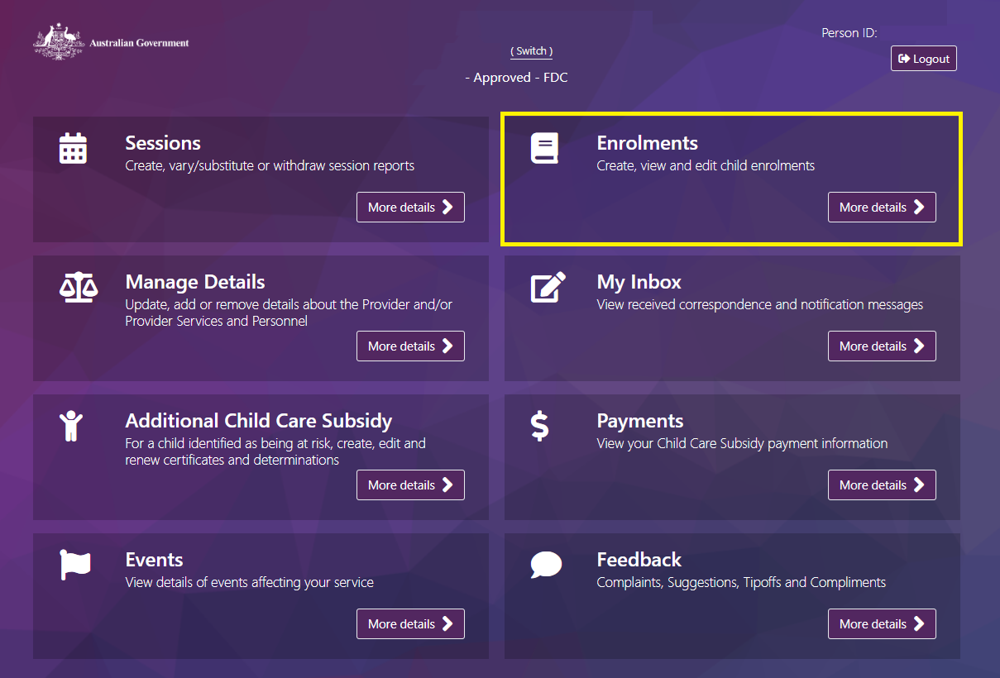 Australian Government
( Switch )
- Approved - FDC
Person ID:
Logout
Sessions
Create, vary/substitute or withdraw session reports
More details
Enrolments
Create, view and edit child enrolments
More details
Manage Details
Update, add or remove details about the Provider and/or
Provider Services and Personnel
More details
My Inbox
View received correspondence and notification messages
More details
Additional Child Care Subsidy
For a child identified as being at risk, create, edit and
renew certificates and determinations
More details
Payments
View your Child Care Subsidy payment information
More details
Events
View details of events affecting your service
More details
Feedback
Complaints, Suggestions, Tipoffs and Compliments
More details